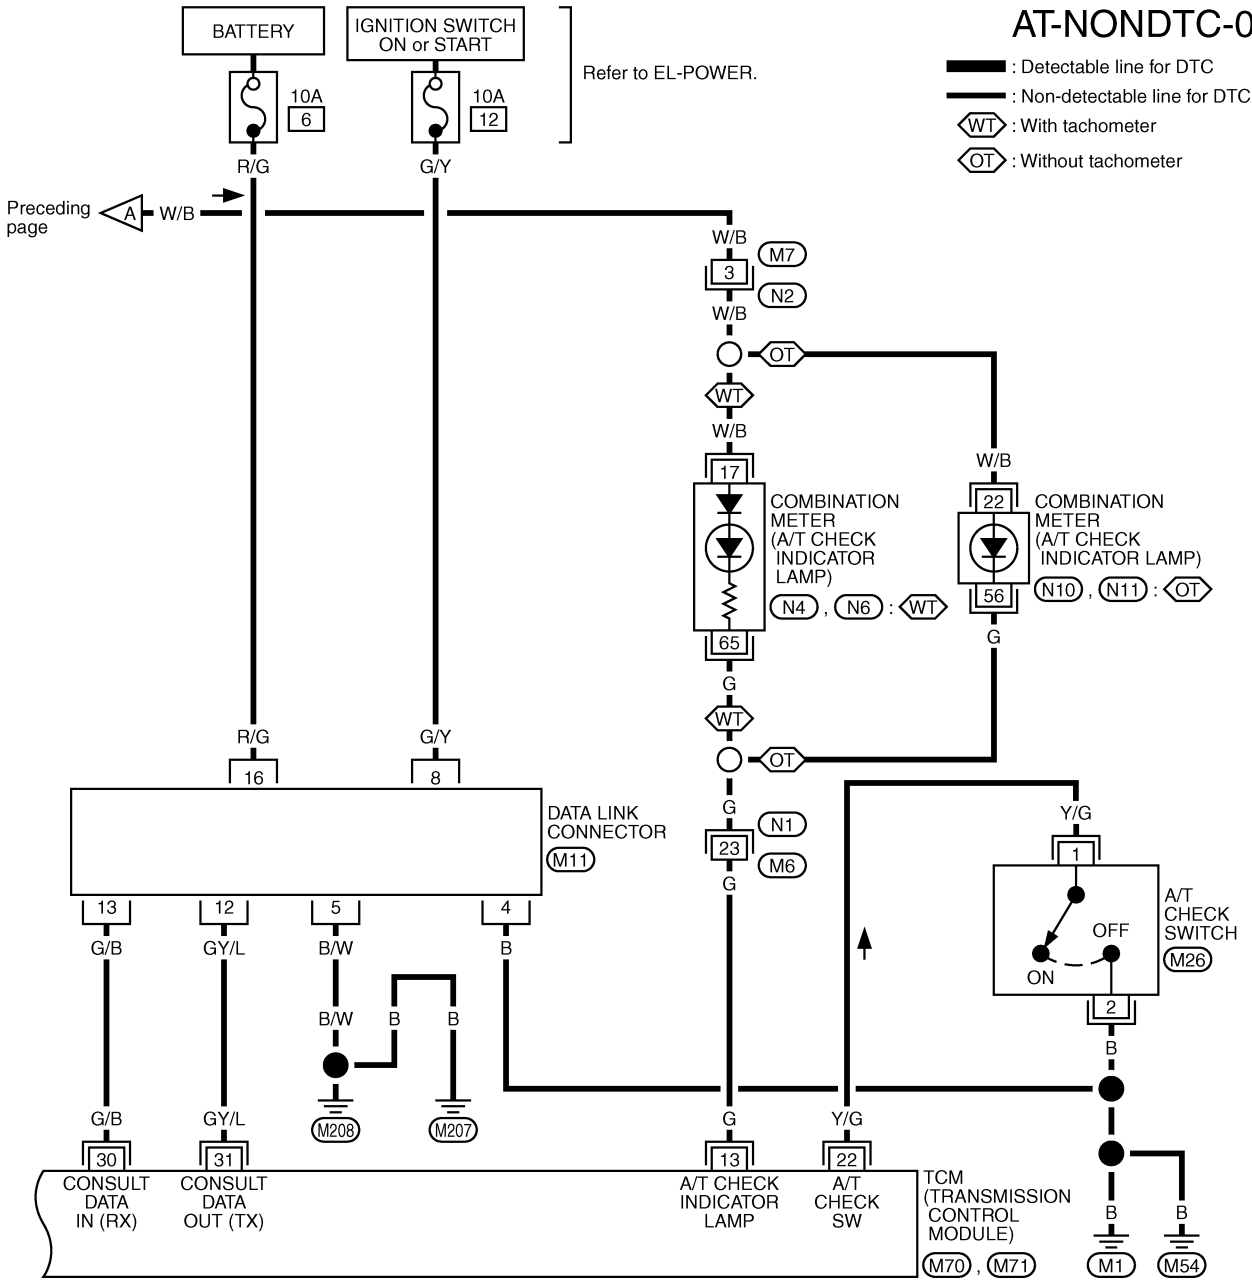 AT-NONDTC-0
BATTERY
IGNITION SWITCH
ON or START
Refer to EL-POWER.
: Detectable line for DTC
: Non-detectable line for DTC
WT : With tachometer
OT : Without tachometer
10A
6
10A
12
R/G
G/Y
Preceding
page
A
W/B
W/B
M7
3
N2
W/B
OT
WT
W/B
W/B
17
22
COMBINATION
METER
(A/T CHECK
INDICATOR
LAMP)
N4 , N6 : WT
COMBINATION
METER
(A/T CHECK
INDICATOR LAMP)
N10 , N11 : OT
56
65
G
G
WT
OT
R/G
G/Y
16
8
DATA LINK
CONNECTOR
M11
G
N1
23
M6
G
Y/G
1
A/T
CHECK
SWITCH
M26
OFF
ON
2
13
12
5
4
G/B
GY/L
B/W
B
B/W
B
B
B
G/B
GY/L
M208
M207
G
Y/G
30
31
13
22
CONSULT
DATA
IN (RX)
CONSULT
DATA
OUT (TX)
A/T CHECK
INDICATOR
LAMP
A/T
CHECK
SW
TCM
(TRANSMISSION
CONTROL
MODULE)
M70 , M71
B
B
M1
M54